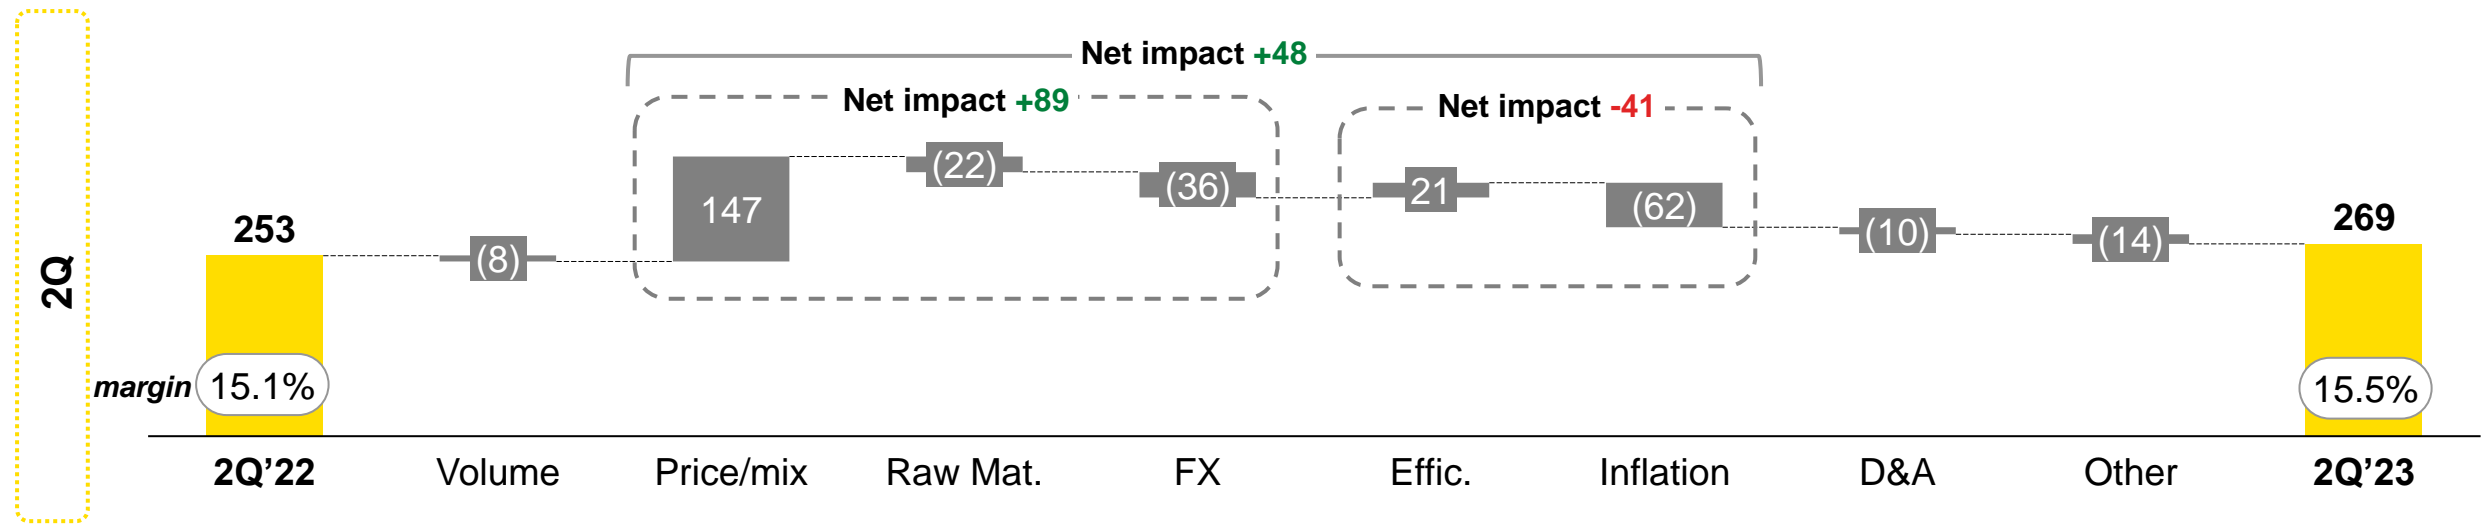 2Q
Net impact +48
Net impact +89
Net impact -41
253
(8)
147
(22)
(36)
21
(62)
(10)
(14)
269
margin 15.1%
15.5%
2Q’22 Volume Price/mix Raw Mat. FX Effic. Inflation D&A Other 2Q’23